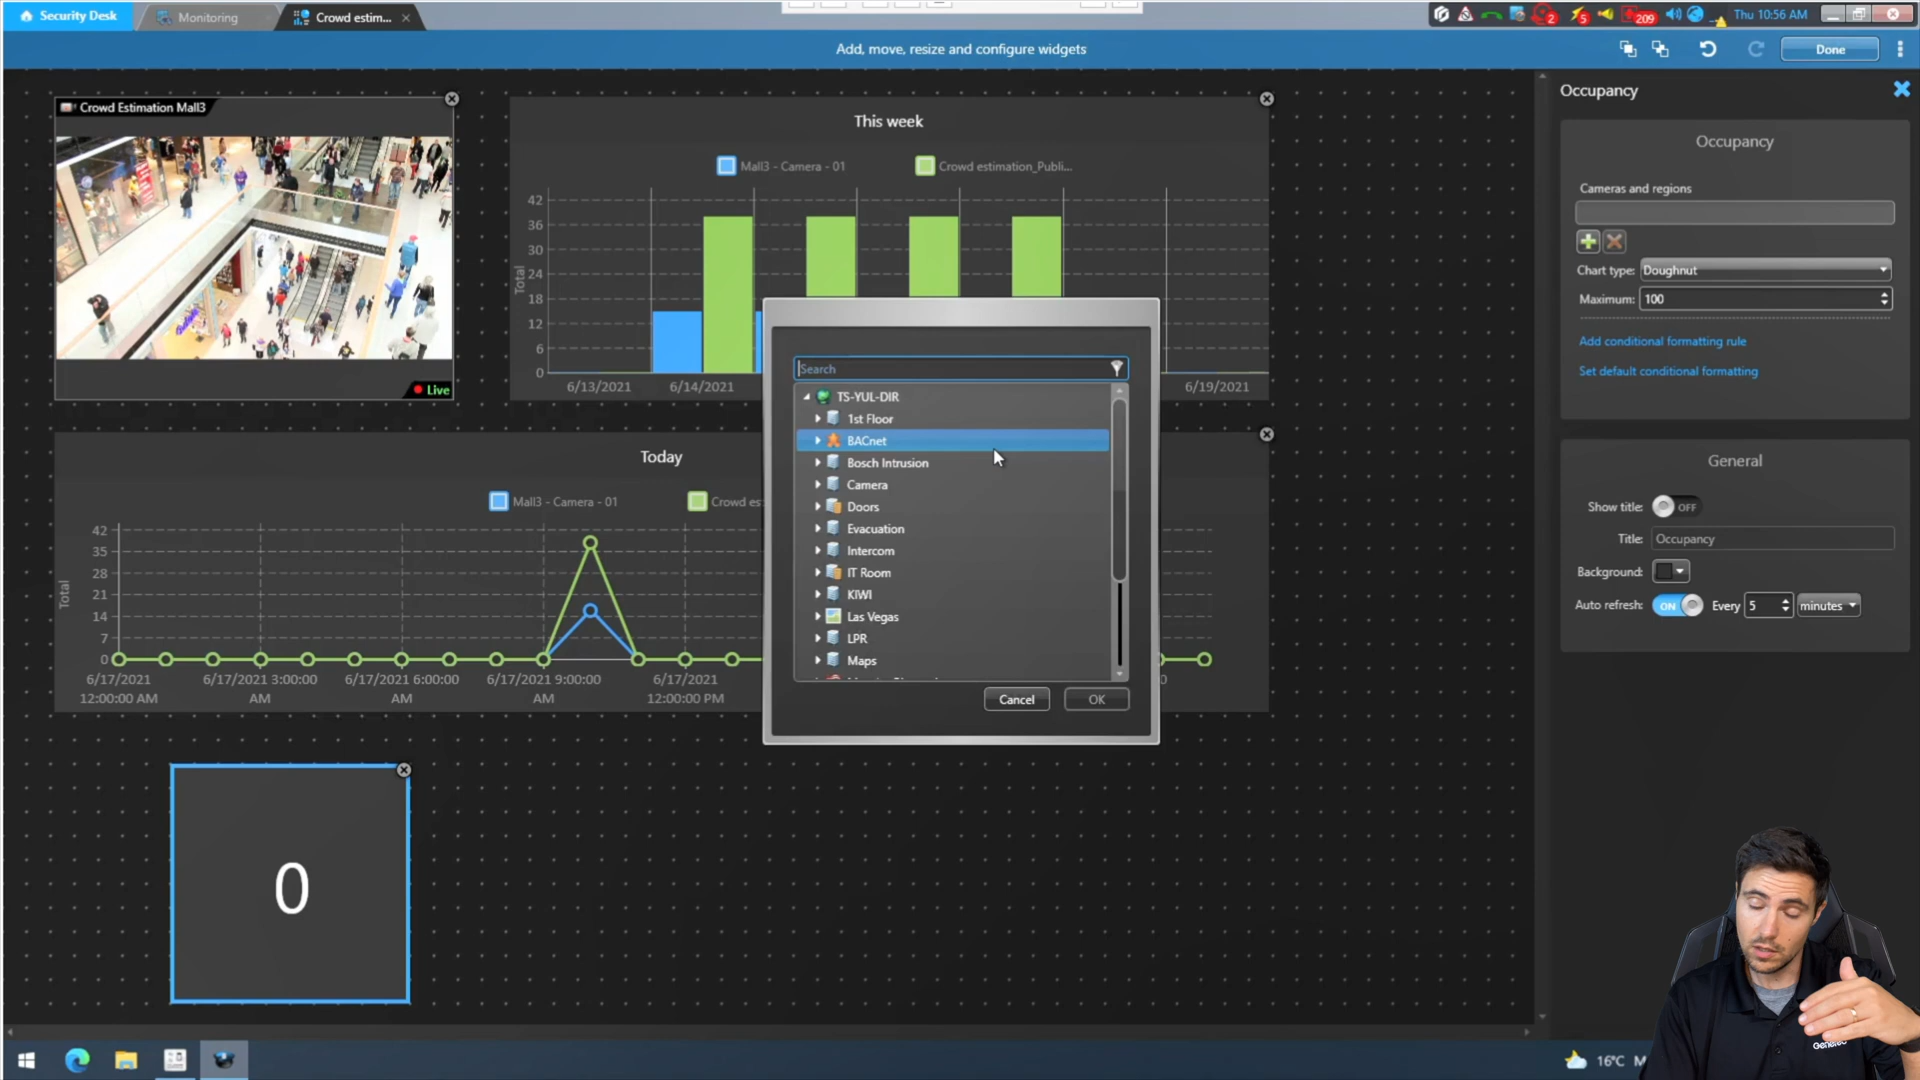 Security Desk
Monitoring
Crowd estim...
2
5
209
Thu 10:56 AM
Add, move, resize and configure widgets
Done
Crowd Estimation Mall3
Live
This week
Mall3 - Camera - 01
Crowd estimation_Publi...
Total
42
36
30
24
18
12
6
0
6/13/2021
6/14/2021
6/19/2021
Today
Mall3 - Camera - 01
Crowd es
Total
42
35
28
21
14
7
0
6/17/2021 12:00:00 AM
6/17/2021 3:00:00 AM
6/17/2021 6:00:00 AM
6/17/2021 9:00:00 AM
6/17/2021 12:00:00 PM
0
0
Search
TS-YUL-DIR
1st Floor
BACnet
Bosch Intrusion
Camera
Doors
Evacuation
Intercom
IT Room
KIWI
Las Vegas
LPR
Maps
Cancel
OK
Occupancy
Occupancy
Cameras and regions
Chart type: Doughnut
Maximum: 100
Add conditional formatting rule
Set default conditional formatting
General
Show title: OFF
Title: Occupancy
Background:
Auto refresh: ON Every 5 minutes
16°C M
Genetec